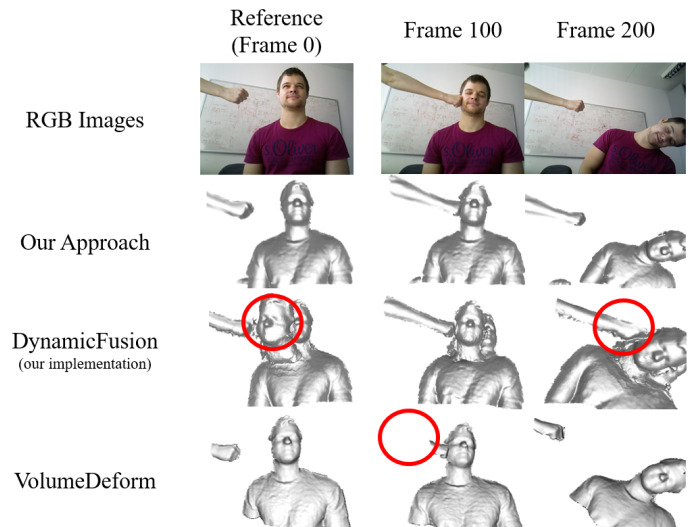 Reference
(Frame 0)
Frame 100
Frame 200
RGB Images
Our Approach
DynamicFusion
(our implementation)
VolumeDeform